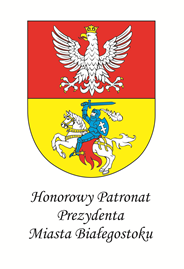 Honorowy Patronat
Prezydenta
Miasta Białegostoku